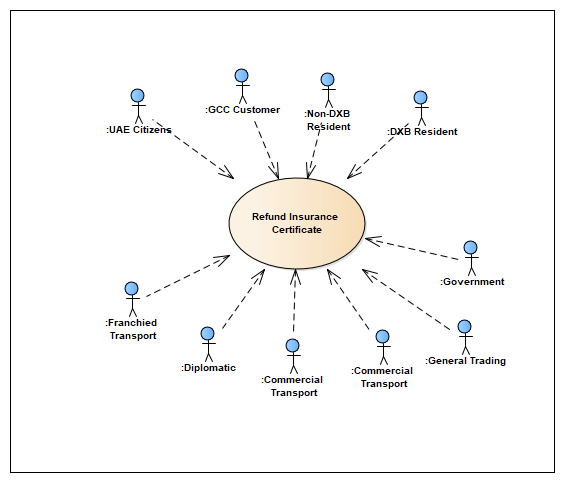 :UAE Citizens
:GCC Customer
:Non-DXB
Resident
:DXB Resident
Refund Insurance
Certificate
:Government
:Franchied
Transport
:Diplomatic
:Commercial
Transport
:Commercial
Transport
:General Trading